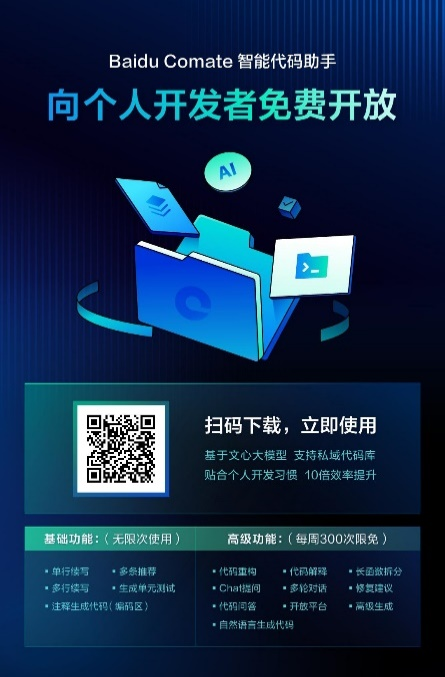 Baidu Comate 智能代码助手
向个人开发者免费开放
AI
扫码下载，立即使用
基于文心大模型 支持私域代码库
贴合个人开发习惯 10倍效率提升
基础功能：（ 无限次使用 ）
▪ 单行续写 ▪ 多条推荐
▪ 多行续写 ▪ 生成单元测试
▪ 注释生成代码（ 编码区 ）
高级功能：（ 每周300次限免 ）
▪ 代码重构 ▪ 代码解释 ▪ 长函数拆分
▪ Chat提问 ▪ 多轮对话 ▪ 修复建议
▪ 代码问答 ▪ 开放平台 ▪ 高级生成
▪ 自然语言生成代码